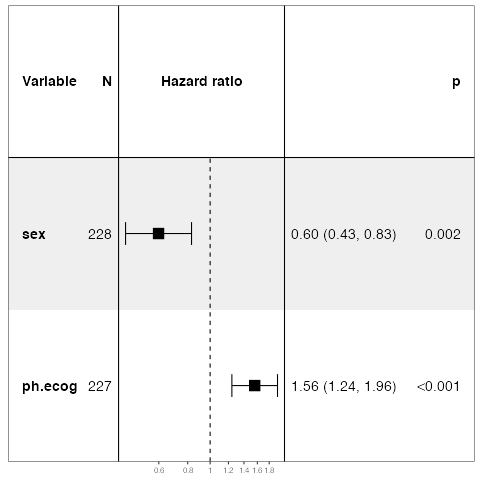 Variable N Hazard ratio p
sex 228 0.60 (0.43, 0.83) 0.002
ph.ecog 227 1.56 (1.24, 1.96) <0.001
0.6 0.8 1 1.2 1.4 1.6 1.8